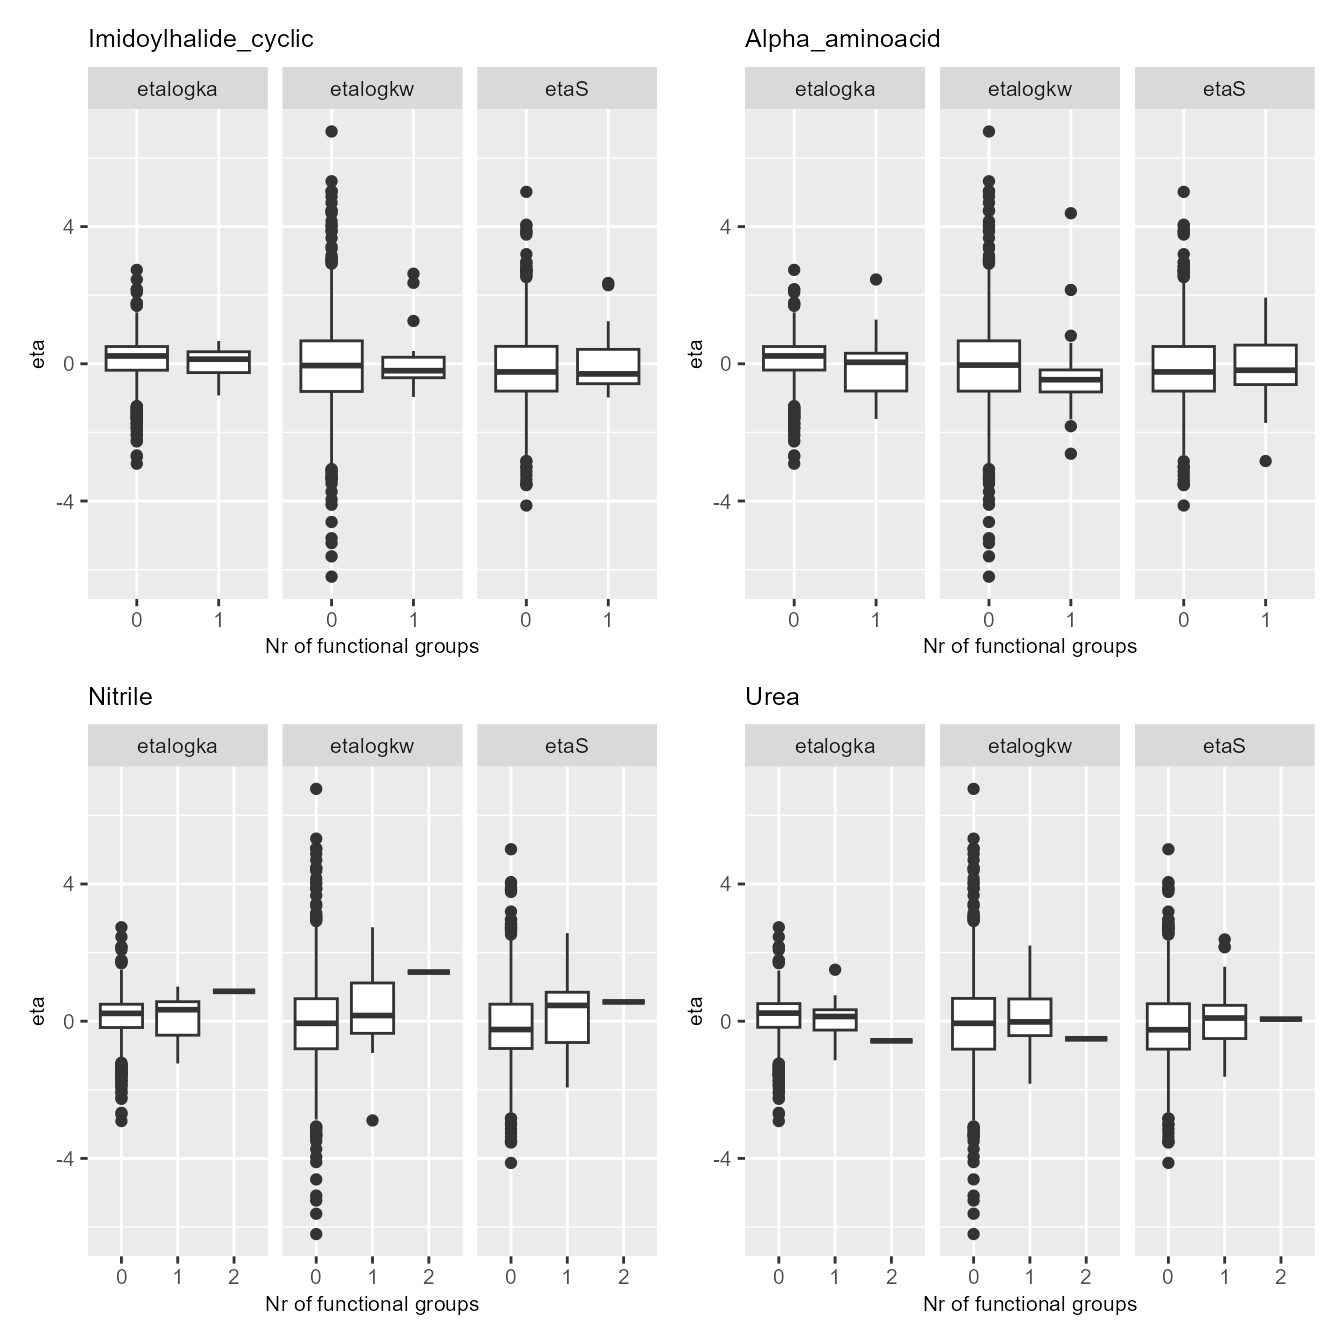 Imidoylhalide_cyclic
etalogka etalogkw etaS
eta
4
0
-4
0 1 0 1 0 1
Nr of functional groups
Alpha_aminoacid
etalogka etalogkw etaS
eta
4
0
-4
0 1 0 1 0 1
Nr of functional groups
Nitrile
etalogka etalogkw etaS
eta
4
0
-4
0 1 2 0 1 2 0 1 2
Nr of functional groups
Urea
etalogka etalogkw etaS
eta
4
0
-4
0 1 2 0 1 2 0 1 2
Nr of functional groups